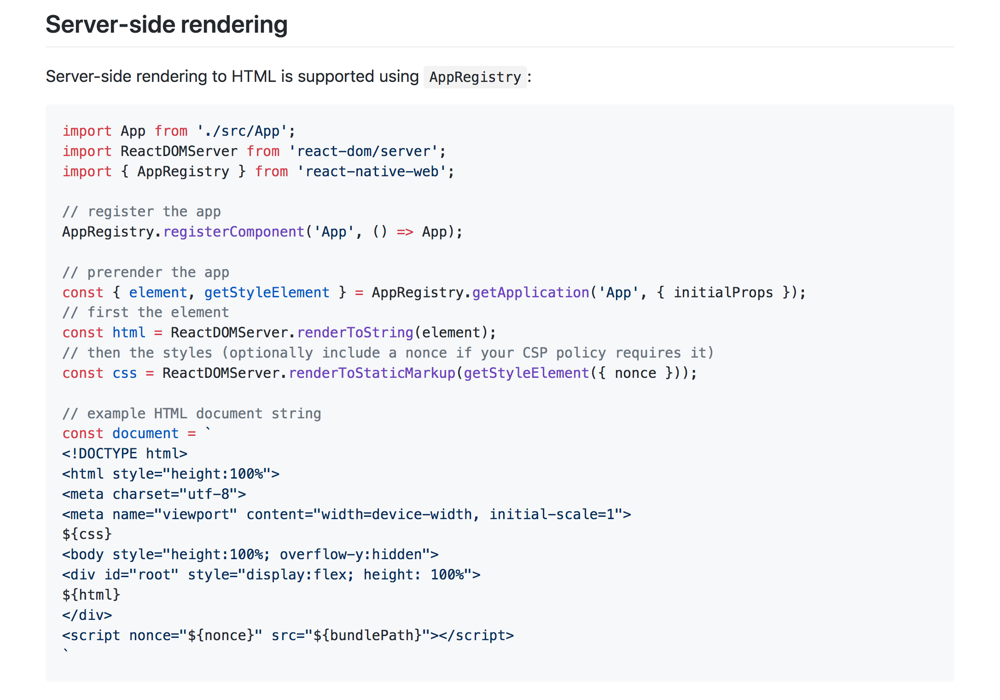 Server-side rendering
Server-side rendering to HTML is supported using AppRegistry:
import App from './src/App';
import ReactDOMServer from 'react-dom/server';
import { AppRegistry } from 'react-native-web';
// register the app
AppRegistry.registerComponent('App', () => App);
// prerender the app
const { element, getStyleElement } = AppRegistry.getApplication('App', { initialProps });
// first the element
const html = ReactDOMServer.renderToString(element);
// then the styles (optionally include a nonce if your CSP policy requires it)
const css = ReactDOMServer.renderToStaticMarkup(getStyleElement({ nonce }));
// example HTML document string
const document = `
<!DOCTYPE html>
<html style="height:100%">
<meta charset="utf-8">
<meta name="viewport" content="width=device-width, initial-scale=1">
${css}
<body style="height:100%; overflow-y:hidden">
<div id="root" style="display:flex; height: 100%">
${html}
</div>
<script nonce="${nonce}" src="${bundlePath}"></script>
`